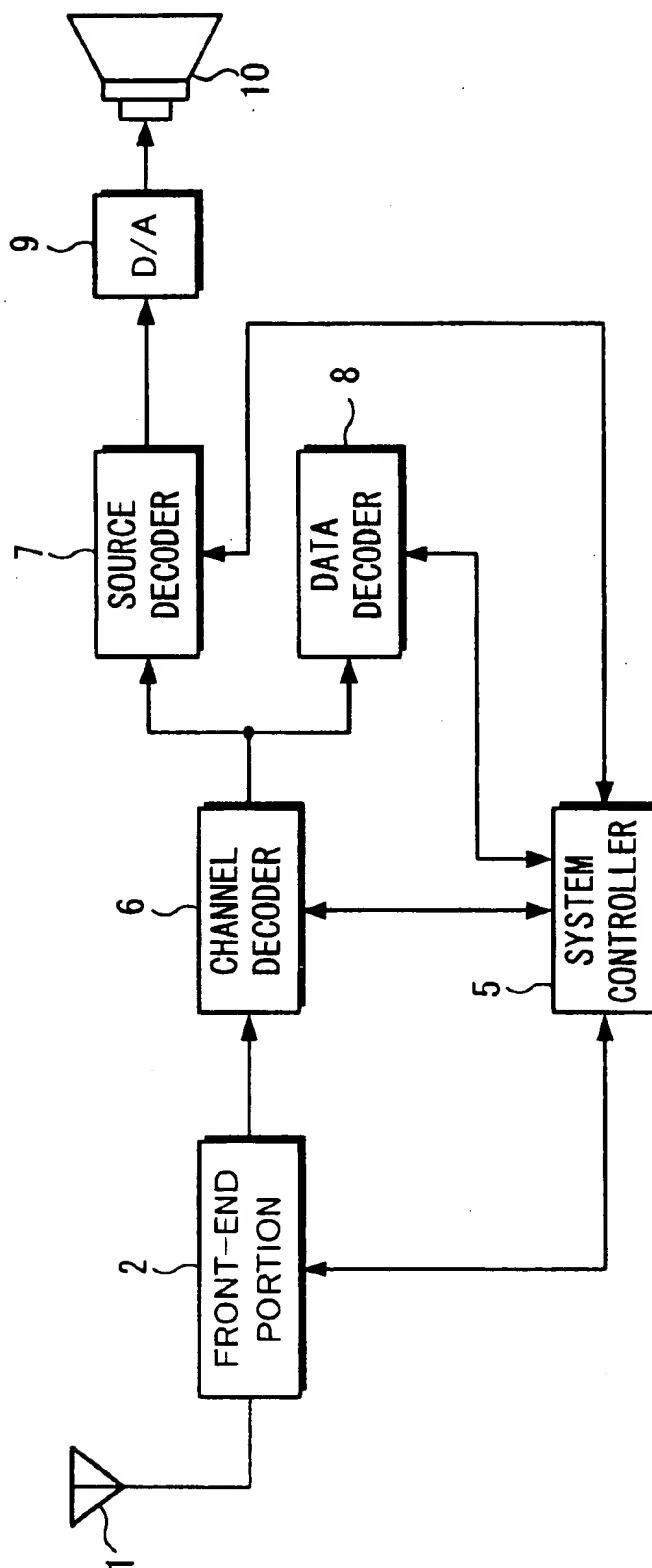 1
2
FRONT-END
PORTION
6
CHANNEL
DECODER
5
SYSTEM
CONTROLLER
7
SOURCE
DECODER
8
DATA
DECODER
9
D/A
10